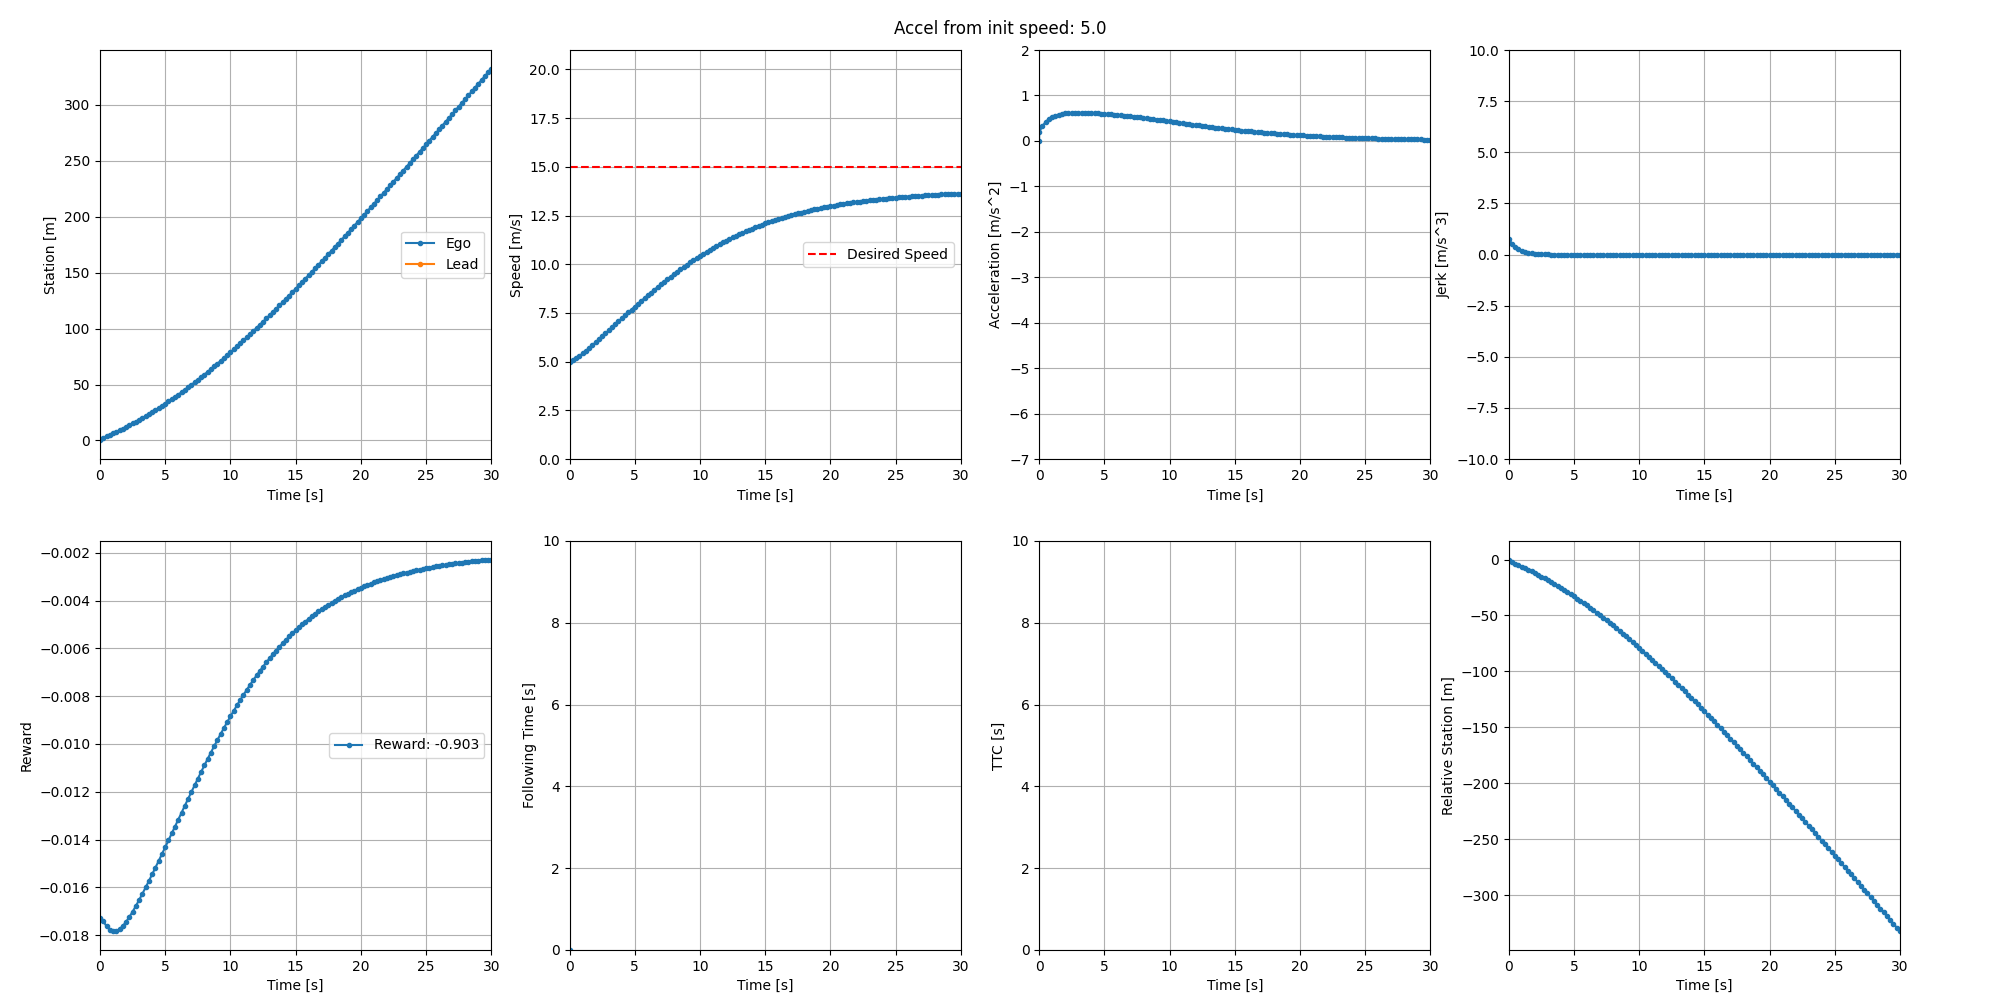 Accel from init speed: 5.0
Station [m]
300
250
200
150
100
50
0
Ego
Lead
0 5 10 15 20 25 30
Time [s]
Speed [m/s]
20.0
17.5
15.0
12.5
10.0
7.5
5.0
2.5
0.0
Desired Speed
0 5 10 15 20 25 30
Time [s]
Acceleration [m/s^2]
2
1
0
−1
−2
−3
−4
−5
−6
−7
0 5 10 15 20 25 30
Time [s]
Jerk [m/s^3]
10.0
7.5
5.0
2.5
0.0
−2.5
−5.0
−7.5
−10.0
0 5 10 15 20 25 30
Time [s]
Reward
−0.002
−0.004
−0.006
−0.008
−0.010
−0.012
−0.014
−0.016
−0.018
Reward: -0.903
0 5 10 15 20 25 30
Time [s]
Following Time [s]
10
8
6
4
2
0
0 5 10 15 20 25 30
Time [s]
TTC [s]
10
8
6
4
2
0
0 5 10 15 20 25 30
Time [s]
Relative Station [m]
0
−50
−100
−150
−200
−250
−300
0 5 10 15 20 25 30
Time [s]